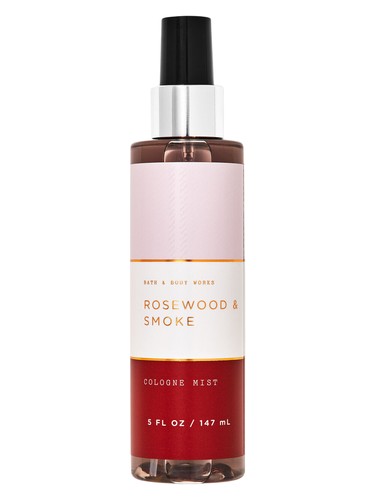 BATH & BODY WORKS
ROSEWOOD &
SMOKE
COLOGNE MIST
5 FL OZ / 147 mL